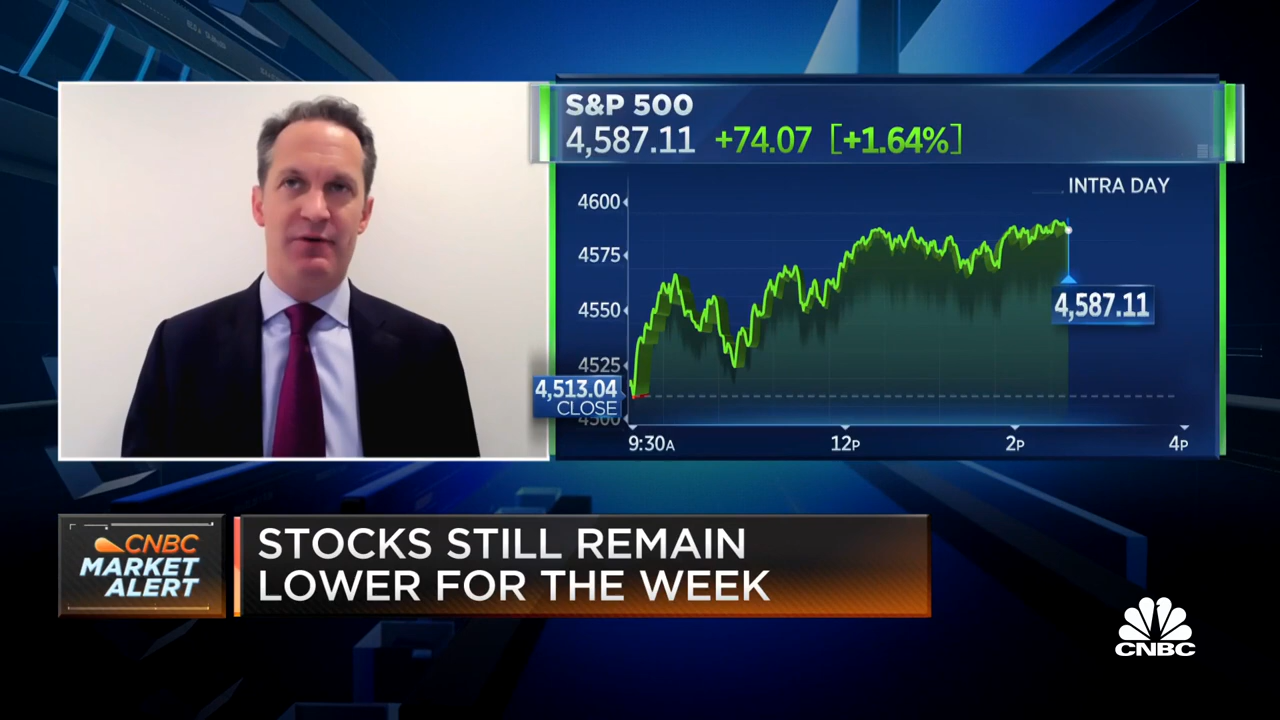 S&P 500
4,587.11 +74.07 [+1.64%]
INTRA DAY
4600
4575
4550
4525
4500
4,513.04
CLOSE
4,587.11
9:30A
12P
2P
4P
CNBC
MARKET
ALERT
STOCKS STILL REMAIN
LOWER FOR THE WEEK
CNBC